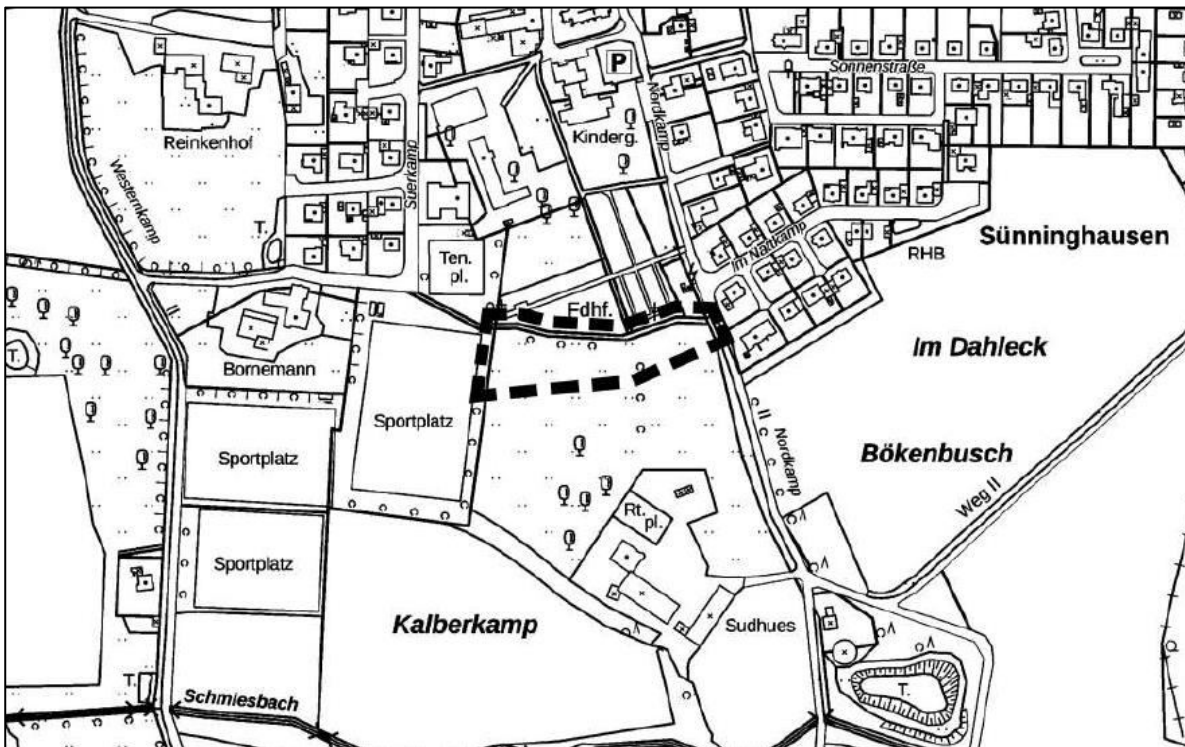 P
Sonnenstraße
Nordkamp
Kinderg.
Reinkenhof
Westernkamp
Suerkamp
T.
Ten.
pl.
Im Nattkamp
RHB
Sünninghausen
Fdhf.
Im Dahleck
T.
Bornemann
Sportplatz
Sportplatz
Nordkamp
Bökenbusch
Weg II
Rt.
pl.
Sportplatz
Kalberkamp
Sudhues
T.
Schmiesbach
T.